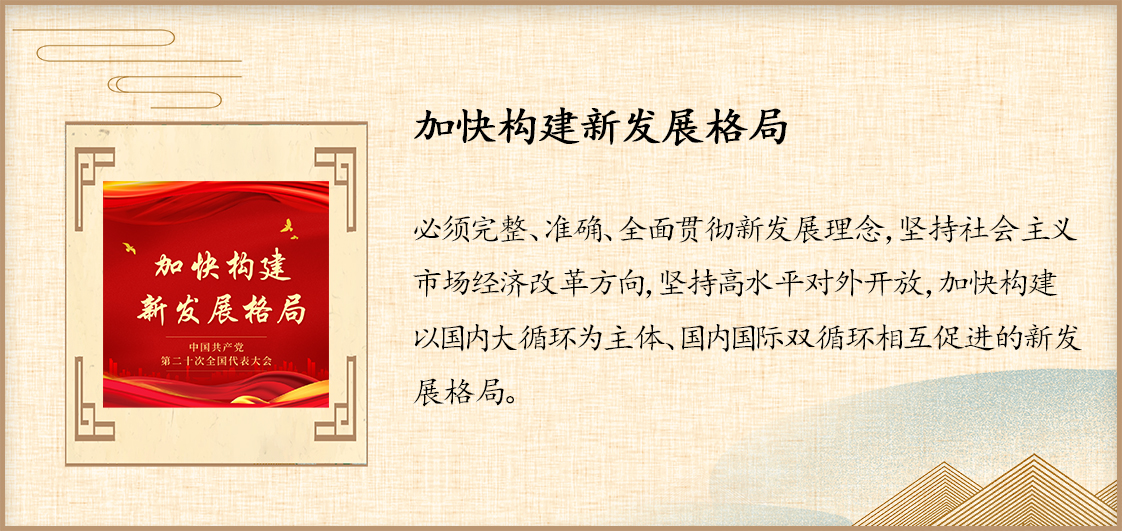 加快构建
新发展格局
中国共产党
第二十次全国代表大会
加快构建新发展格局
必须完整、准确、全面贯彻新发展理念，坚持社会主义
市场经济改革方向，坚持高水平对外开放，加快构建
以国内大循环为主体、国内国际双循环相互促进的新发
展格局。